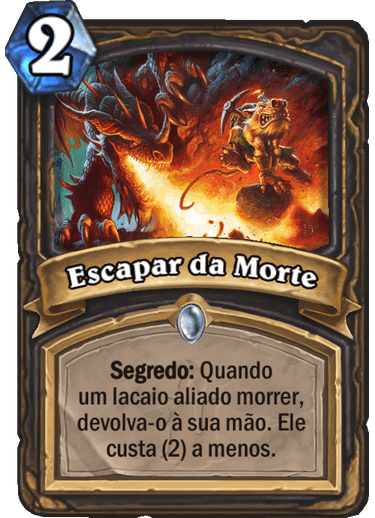 2
Escapar da Morte
Segredo: Quando
um lacaio aliado morrer,
devolva-o à sua mão. Ele
custa (2) a menos.